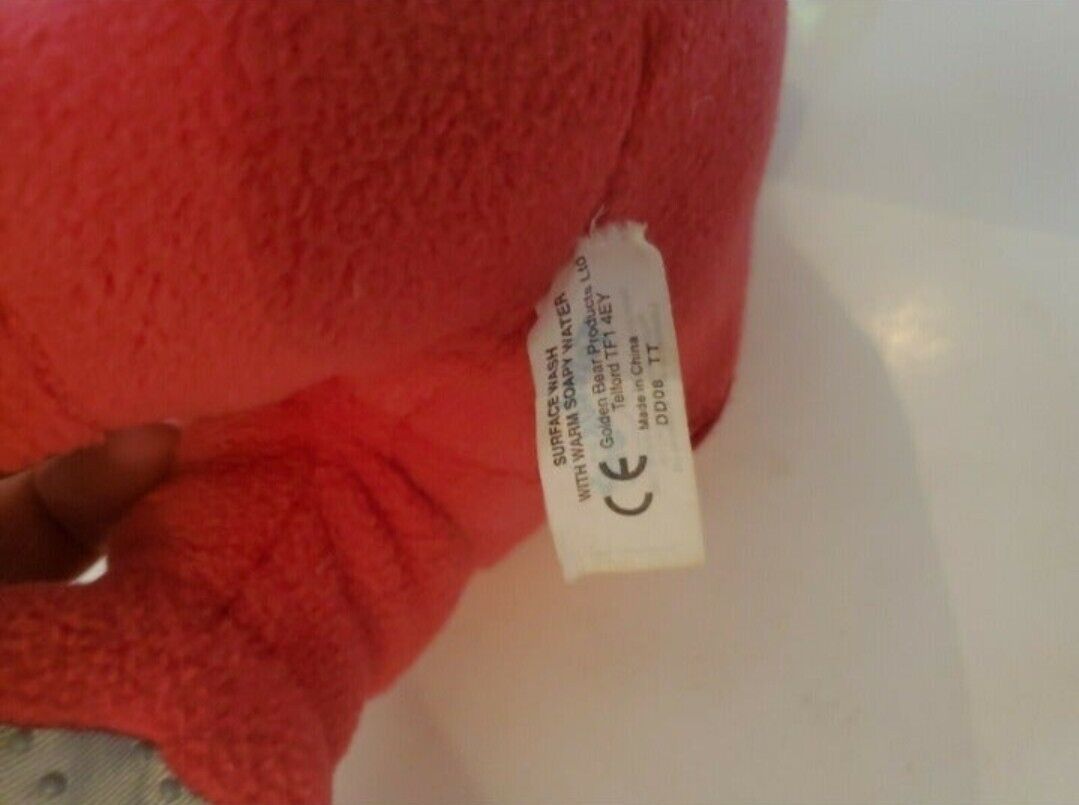 SURFACE WASH
WITH WARM SOAPY WATER
CE Golden Bear Products Ltd
Telford TF1 4EY
Made in China
DD08 TT